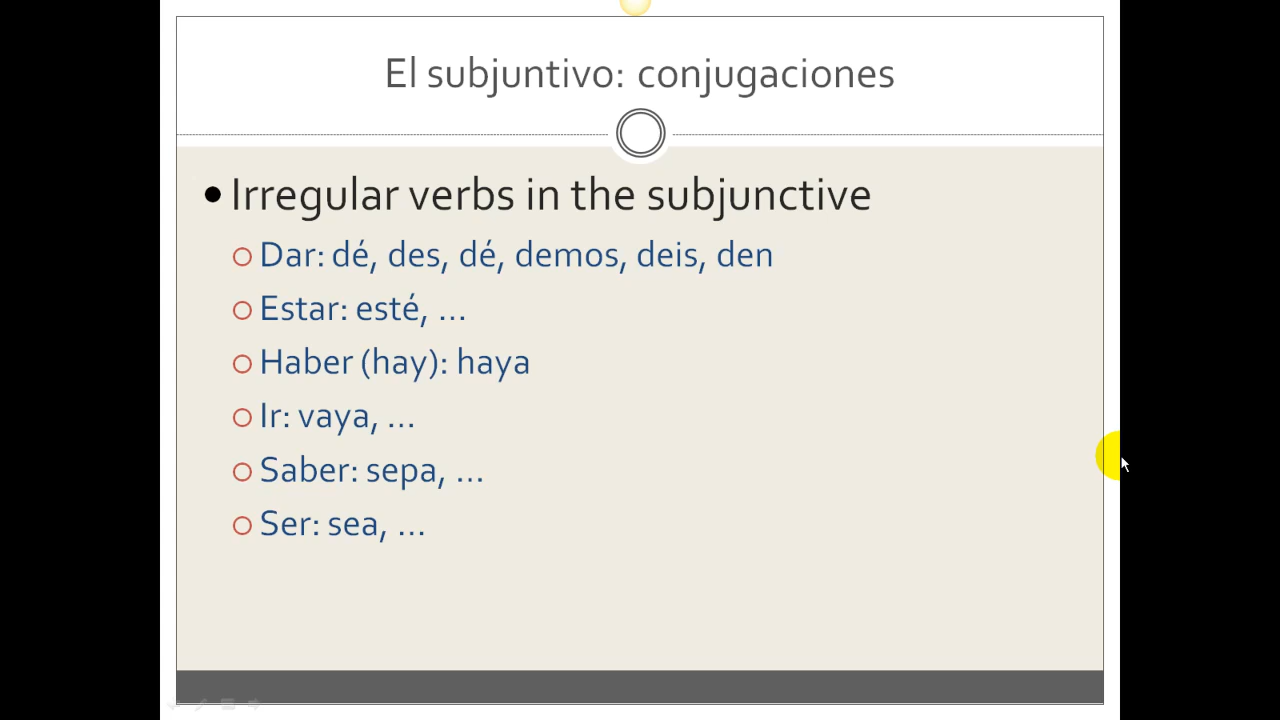 El subjuntivo: conjugaciones
Irregular verbs in the subjunctive
Dar: dé, des, dé, demos, deis, den
Estar: esté, ...
Haber (hay): haya
Ir: vaya, ...
Saber: sepa, ...
Ser: sea, ...